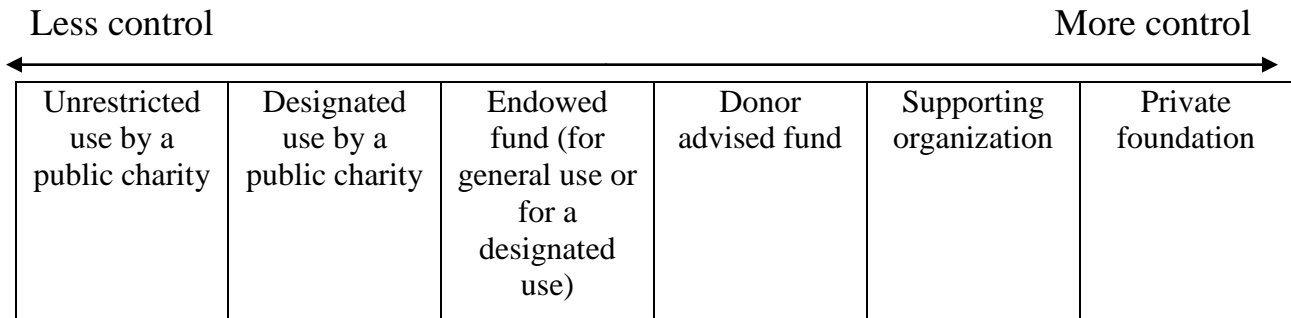 Less control
More control
Unrestricted
use by a
public charity
Designated
use by a
public charity
Endowed
fund (for
general use or
for a
designated
use)
Donor
advised fund
Supporting
organization
Private
foundation